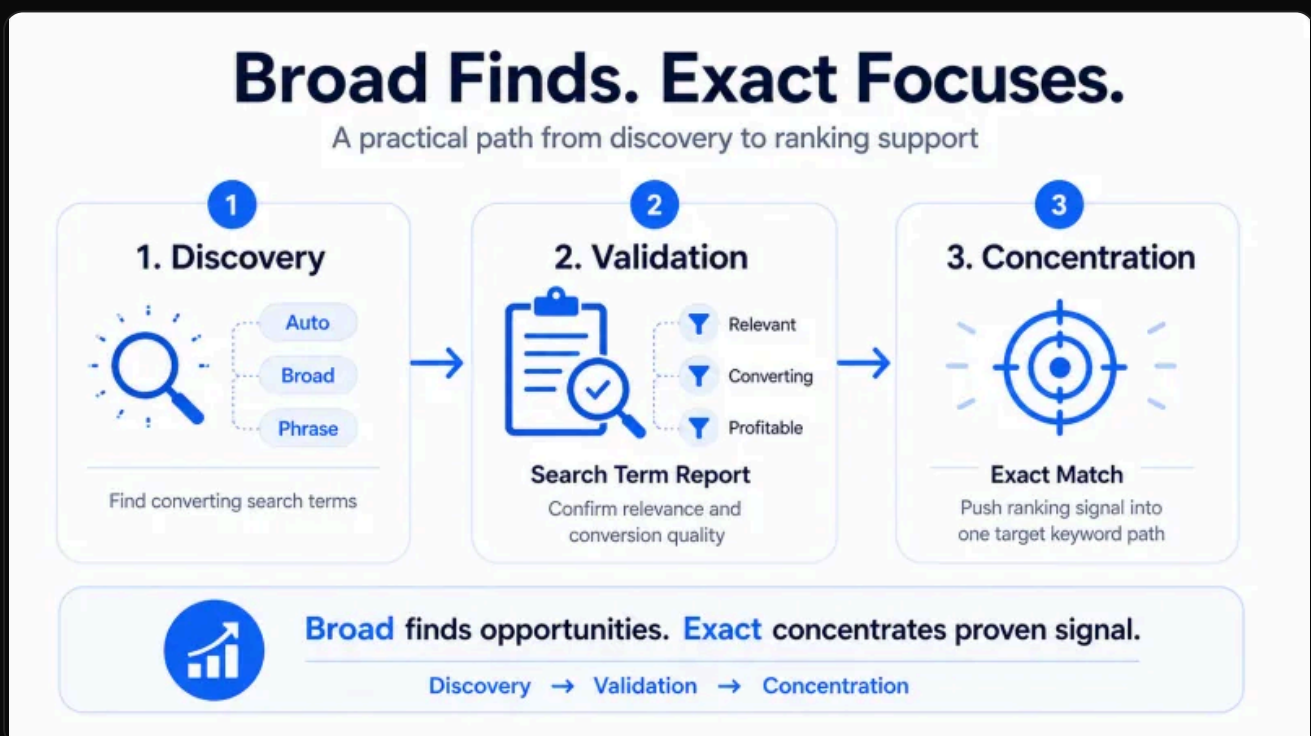 Broad Finds. Exact Focuses.
A practical path from discovery to ranking support
1
1. Discovery
Auto
Broad
Phrase
Find converting search terms
2
2. Validation
Relevant
Converting
Profitable
Search Term Report
Confirm relevance and
conversion quality
3
3. Concentration
Exact Match
Push ranking signal into
one target keyword path
Broad finds opportunities. Exact concentrates proven signal.
Discovery → Validation → Concentration